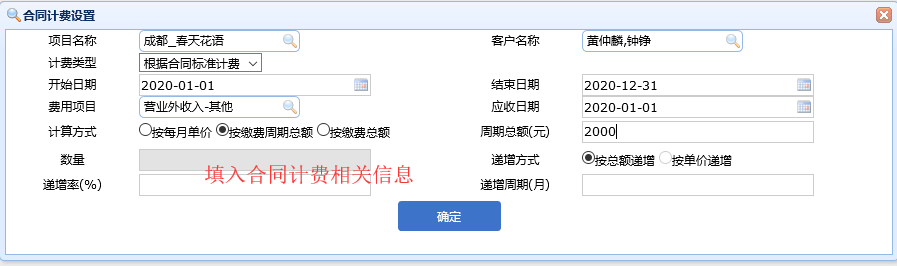 合同计费设置
项目名称 成都_春天花语 客户名称 黄仲麟,钟铮
计费类型 根据合同标准计费
开始日期 2020-01-01 结束日期 2020-12-31
费用项目 营业外收入-其他 应收日期 2020-01-01
计算方式 按每月单价 按缴费周期总额 按缴费总额 周期总额(元) 2000
数量 递增方式 按总额递增 按单价递增
填入合同计费相关信息
递增率(%) 递增周期(月)
确定